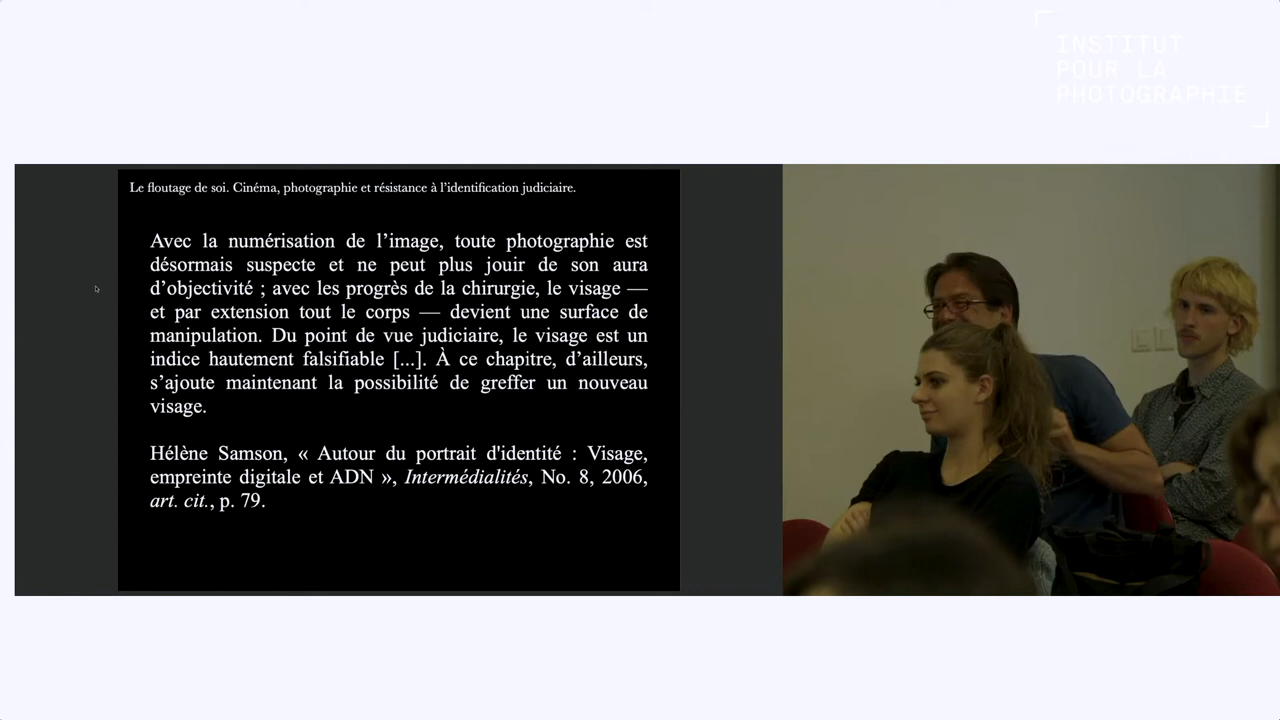 INSTITUT
POUR LA
PHOTOGRAPHIE
Le floutage de soi. Cinéma, photographie et résistance à l’identification judiciaire.
Avec la numérisation de l’image, toute photographie est
désormais suspecte et ne peut plus jouir de son aura
d’objectivité ; avec les progrès de la chirurgie, le visage —
et par extension tout le corps — devient une surface de
manipulation. Du point de vue judiciaire, le visage est un
indice hautement falsifiable [...]. À ce chapitre, d’ailleurs,
s’ajoute maintenant la possibilité de greffer un nouveau
visage.
Hélène Samson, « Autour du portrait d'identité : Visage,
empreinte digitale et ADN », Intermédialités, No. 8, 2006,
art. cit., p. 79.